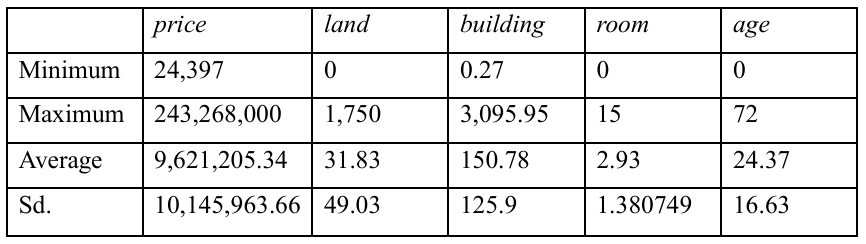 price land building room age
Minimum 24,397 0 0.27 0 0
Maximum 243,268,000 1,750 3,095.95 15 72
Average 9,621,205.34 31.83 150.78 2.93 24.37
Sd. 10,145,963.66 49.03 125.9 1.380749 16.63